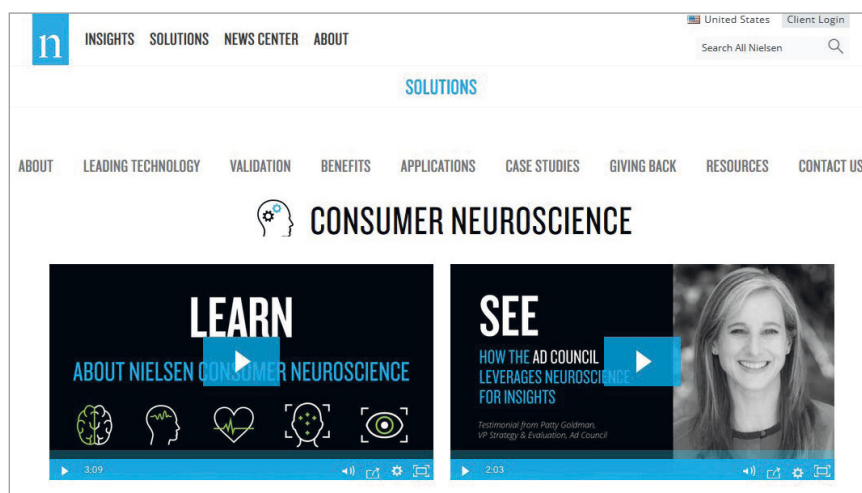 United States Client Login
n INSIGHTS SOLUTIONS NEWS CENTER ABOUT
Search All Nielsen
SOLUTIONS
ABOUT LEADING TECHNOLOGY VALIDATION BENEFITS APPLICATIONS CASE STUDIES GIVING BACK RESOURCES CONTACT US
CONSUMER NEUROSCIENCE
LEARN
ABOUT NIELSEN CONSUMER NEUROSCIENCE
3:09
SEE
HOW THE AD COUNCIL
LEVERAGES NEUROSCIENCE
FOR INSIGHTS
Testimonial from Patty Goldman,
VP Strategy & Evaluation, Ad Council
2:03